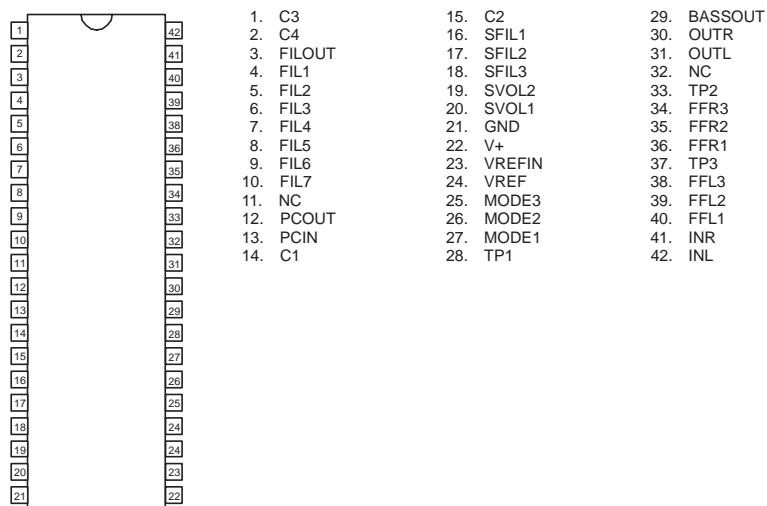 1 42
2 41
3 40
4 39
5 38
6 36
7 35
8 34
9 33
10 32
11 31
12 30
13 29
14 28
15 27
16 26
17 25
18 24
19 24
20 23
21 22
1. C3
2. C4
3. FILOUT
4. FIL1
5. FIL2
6. FIL3
7. FIL4
8. FIL5
9. FIL6
10. FIL7
11. NC
12. PCOUT
13. PCIN
14. C1
15. C2
16. SFIL1
17. SFIL2
18. SFIL3
19. SVOL2
20. SVOL1
21. GND
22. V+
23. VREFIN
24. VREF
25. MODE3
26. MODE2
27. MODE1
28. TP1
29. BASSOUT
30. OUTR
31. OUTL
32. NC
33. TP2
34. FFR3
35. FFR2
36. FFR1
37. TP3
38. FFL3
39. FFL2
40. FFL1
41. INR
42. INL